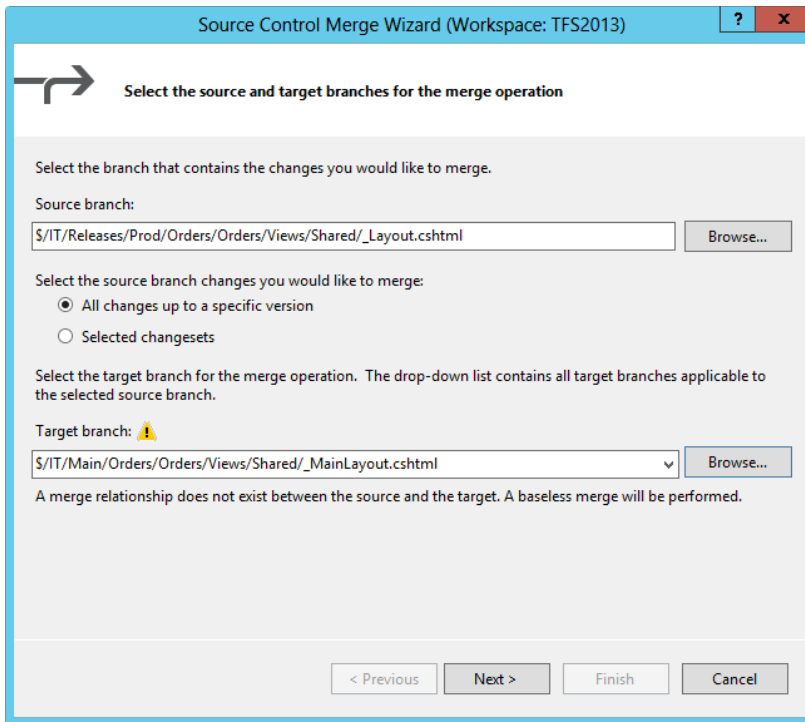 Source Control Merge Wizard (Workspace: TFS2013)
? x
Select the source and target branches for the merge operation
Select the branch that contains the changes you would like to merge.
Source branch:
$/IT/Releases/Prod/Orders/Orders/Views/Shared/_Layout.cshtml Browse...
Select the source branch changes you would like to merge:
All changes up to a specific version
Selected changesets
Select the target branch for the merge operation. The drop-down list contains all target branches applicable to
the selected source branch.
Target branch:
$/IT/Main/Orders/Orders/Views/Shared/_MainLayout.cshtml Browse...
A merge relationship does not exist between the source and the target. A baseless merge will be performed.
< Previous Next > Finish Cancel